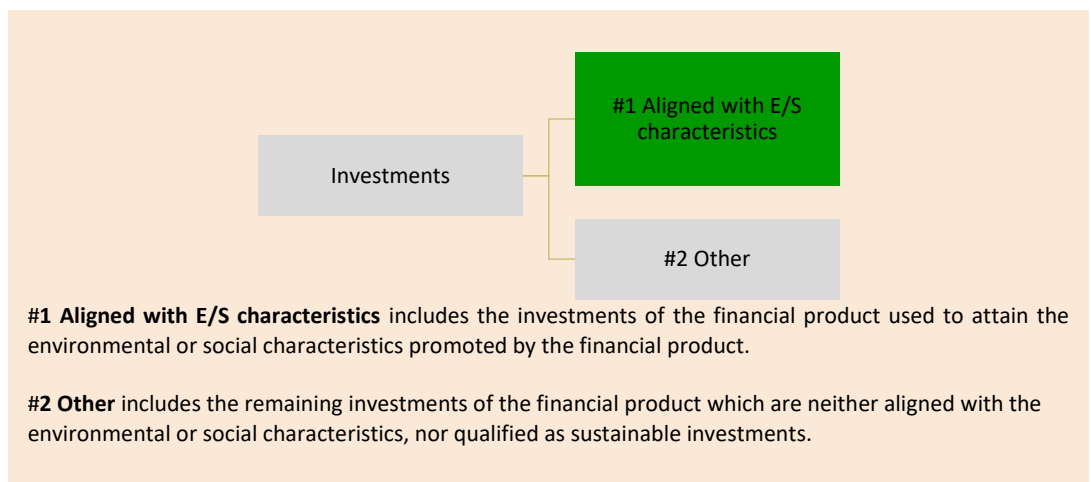 #1 Aligned with E/S
characteristics
Investments
#2 Other
#1 Aligned with E/S characteristics includes the investments of the financial product used to attain the
environmental or social characteristics promoted by the financial product.
#2 Other includes the remaining investments of the financial product which are neither aligned with the
environmental or social characteristics, nor qualified as sustainable investments.